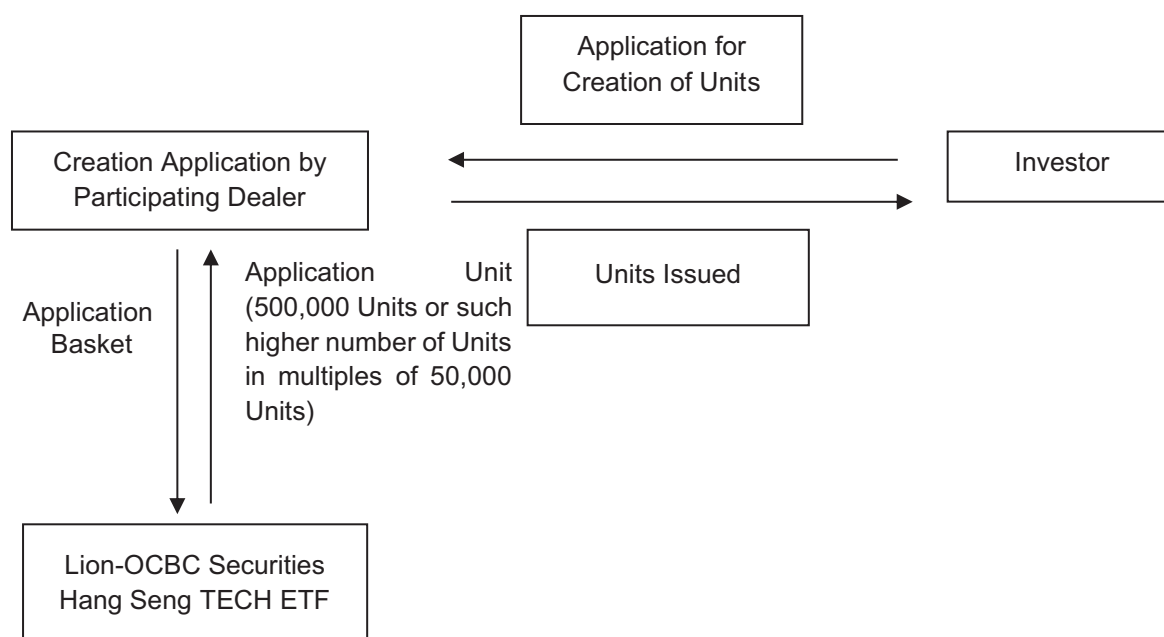 Application for
Creation of Units
Creation Application by
Participating Dealer
Investor
Units Issued
Application
Basket
Application Unit
(500,000 Units or such
higher number of Units
in multiples of 50,000
Units)
Lion-OCBC Securities
Hang Seng TECH ETF